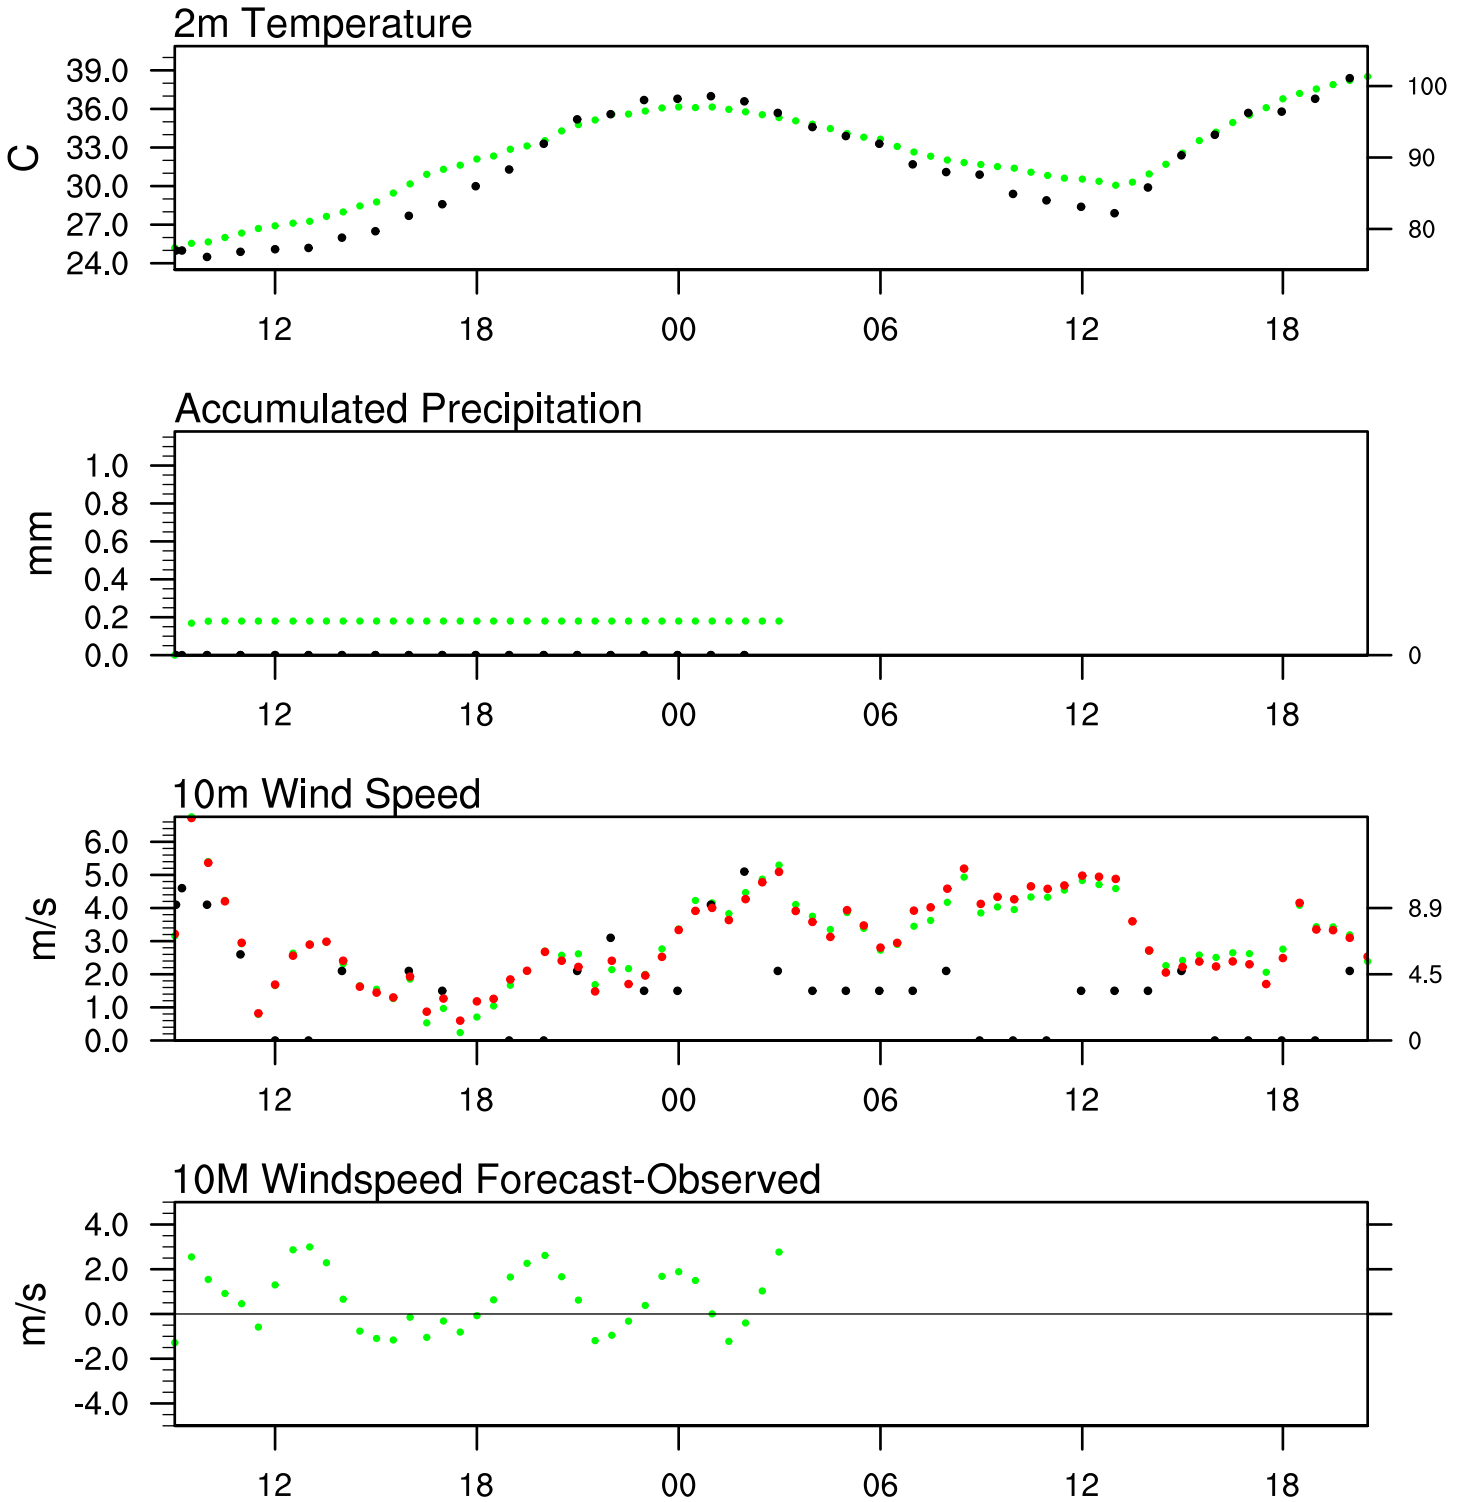 2m Temperature
39.0
36.0
33.0
30.0
27.0
24.0
C
100
90
80
12 18 00 06 12 18
Accumulated Precipitation
1.0
0.8
0.6
0.4
0.2
0.0
mm
0
12 18 00 06 12 18
10m Wind Speed
6.0
5.0
4.0
3.0
2.0
1.0
0.0
m/s
8.9
4.5
0
12 18 00 06 12 18
10M Windspeed Forecast-Observed
4.0
2.0
0.0
-2.0
-4.0
m/s
12 18 00 06 12 18